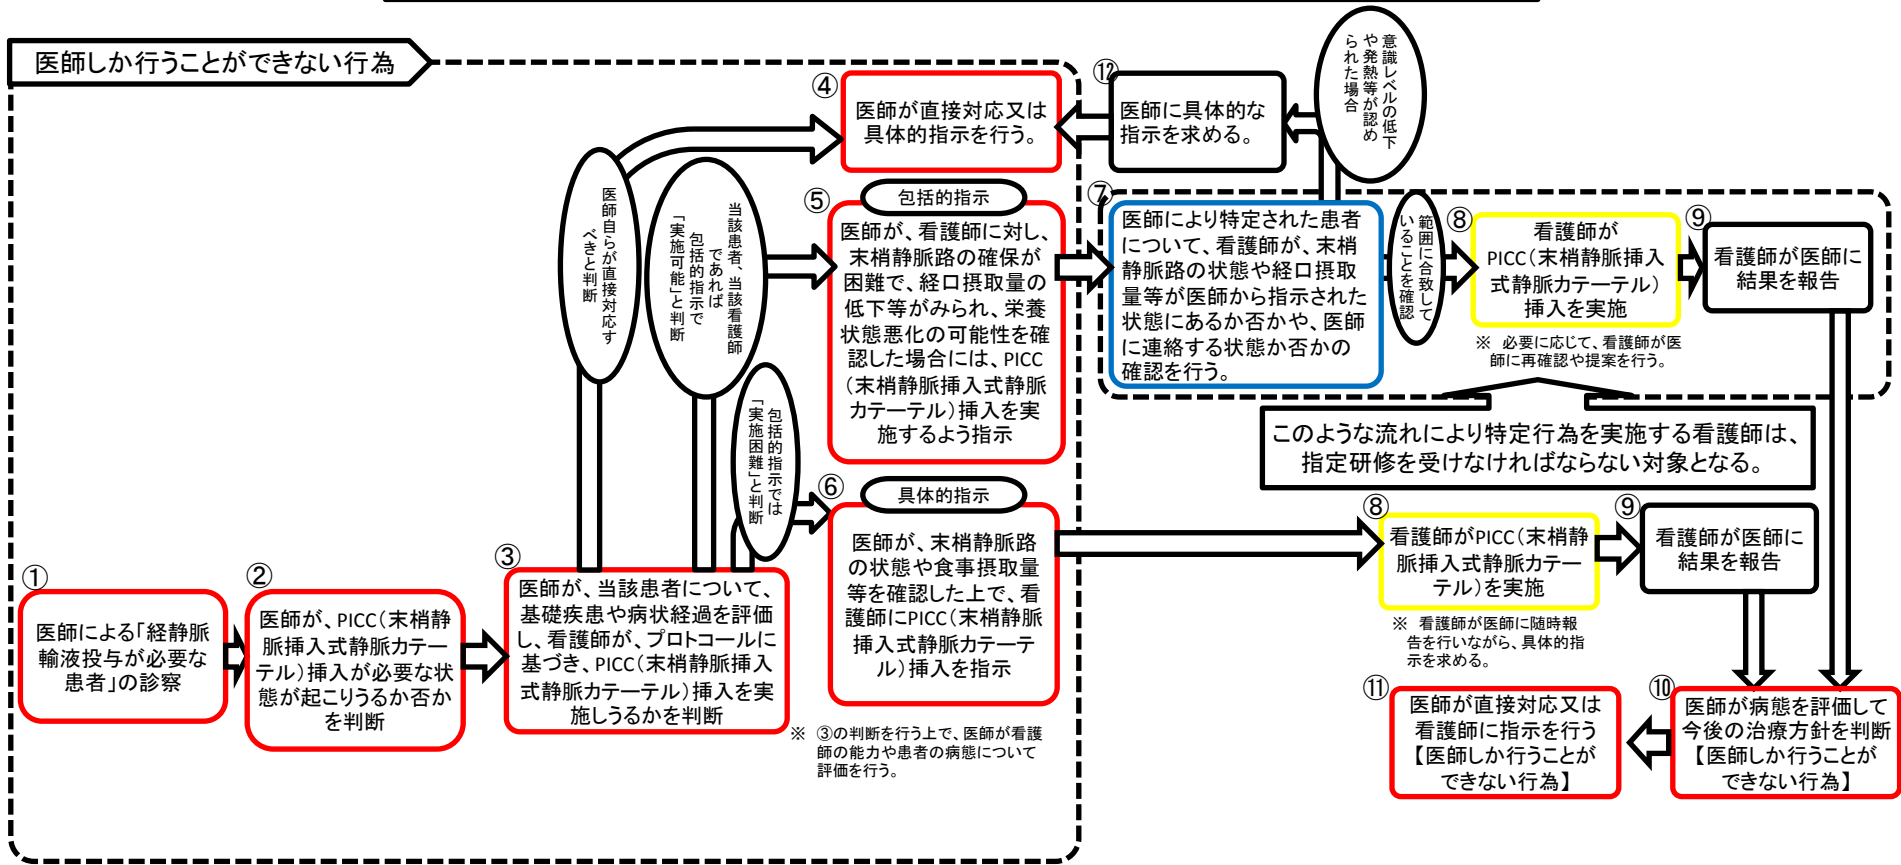 医師しか行うことができない行為
①
医師による「経静脈
輸液投与が必要な
患者」の診察
②
医師が、PICC(末梢静
脈挿入式静脈カテー
テル)挿入が必要な状
態が起こりうるか否か
を判断
③
医師が、当該患者について、
基礎疾患や病状経過を評価
し、看護師が、プロトコールに
基づき、PICC(末梢静脈挿入
式静脈カテーテル)挿入を実
施しうるかを判断
※ ③の判断を行う上で、医師が看護
師の能力や患者の病態について
評価を行う。
医師自らが直接対応す
べきと判断
当該患者、当該看護師
であれば
包括的指示で
「実施可能」と判断
包括的指示では
「実施困難」と判断
④
医師が直接対応又は
具体的指示を行う。
⑤
包括的指示
医師が、看護師に対し、
末梢静脈路の確保が
困難で、経口摂取量の
低下等がみられ、栄養
状態悪化の可能性を確
認した場合には、PICC
(末梢静脈挿入式静脈
カテーテル)挿入を実
施するよう指示
⑥
具体的指示
医師が、末梢静脈路
の状態や食事摂取量
等を確認した上で、看
護師にPICC(末梢静脈
挿入式静脈カテーテ
ル)挿入を指示
⑫
医師に具体的な
指示を求める。
意識レベルの低下
や発熱等が認め
られた場合
⑦
医師により特定された患者
について、看護師が、末梢
静脈路の状態や経口摂取
量等が医師から指示された
状態にあるか否かや、医師
に連絡する状態か否かの
確認を行う。
範囲に合致して
いることを確認
⑧
看護師が
PICC(末梢静脈挿入
式静脈カテーテル)
挿入を実施
※ 必要に応じて、看護師が医
師に再確認や提案を行う。
⑨
看護師が医師に
結果を報告
このような流れにより特定行為を実施する看護師は、
指定研修を受けなければならない対象となる。
⑧
看護師がPICC(末梢静
脈挿入式静脈カテー
テル)を実施
※ 看護師が医師に随時報
告を行いながら、具体的指
示を求める。
⑨
看護師が医師に
結果を報告
⑩
医師が病態を評価して
今後の治療方針を判断
【医師しか行うことが
できない行為】
⑪
医師が直接対応又は
看護師に指示を行う
【医師しか行うことが
できない行為】